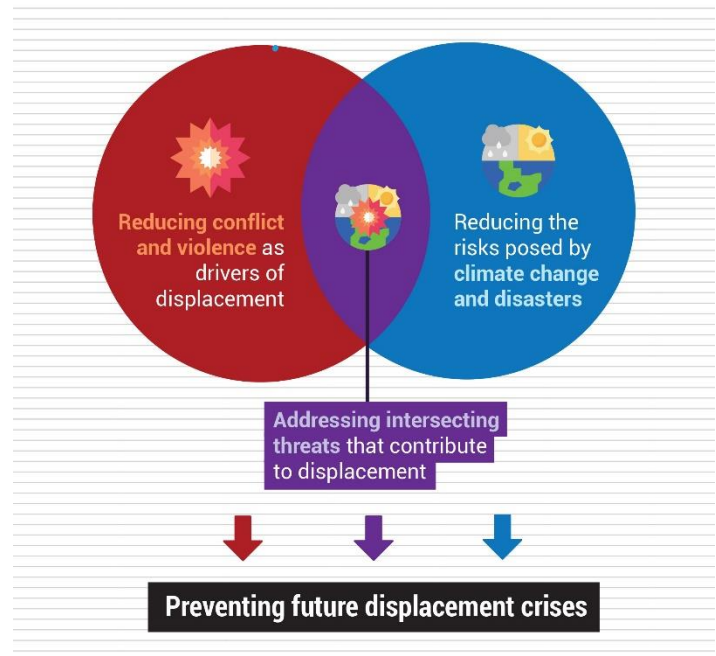 Reducing conflict
and violence as
drivers of
displacement
Reducing the
risks posed by
climate change
and disasters
Addressing intersecting
threats that contribute
to displacement
Preventing future displacement crises